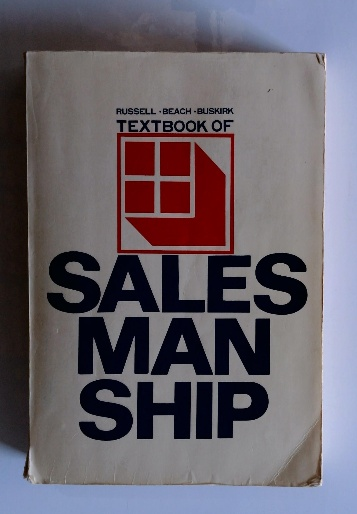 RUSSELL - BEACH - BUSKIRK
TEXTBOOK OF
SALES
MAN
SHIP